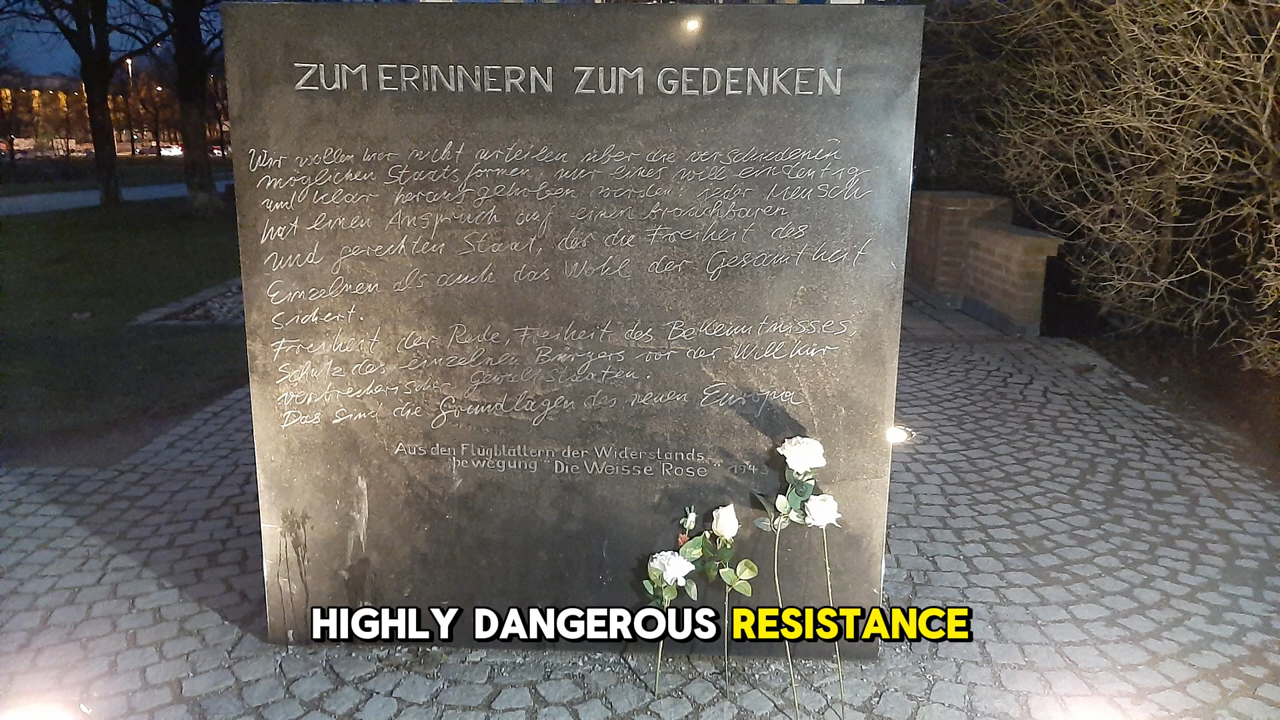 ZUM ERINNERN ZUM GEDENKEN
Wir wollen hier nicht urteilen über die verschiedenen
möglichen Staatsformen, nur eines will eindeutig
und klar herausgehoben werden: jeder Mensch
hat einen Anspruch auf einen brauchbaren
und gerechten Staat, der die Freiheit des
Einzelnen als auch das Wohl der Gesamtheit
sichert.
Freiheit der Rede, Freiheit des Bekenntnisses,
Schutz des einzelnen Bürgers vor der Willkür
verbrecherischer Gewaltstaaten.
Das sind die Grundlagen des neuen Europa
Aus den Flugblättern der Widerstands-
bewegung "Die Weisse Rose" 1943
HIGHLY DANGEROUS RESISTANCE